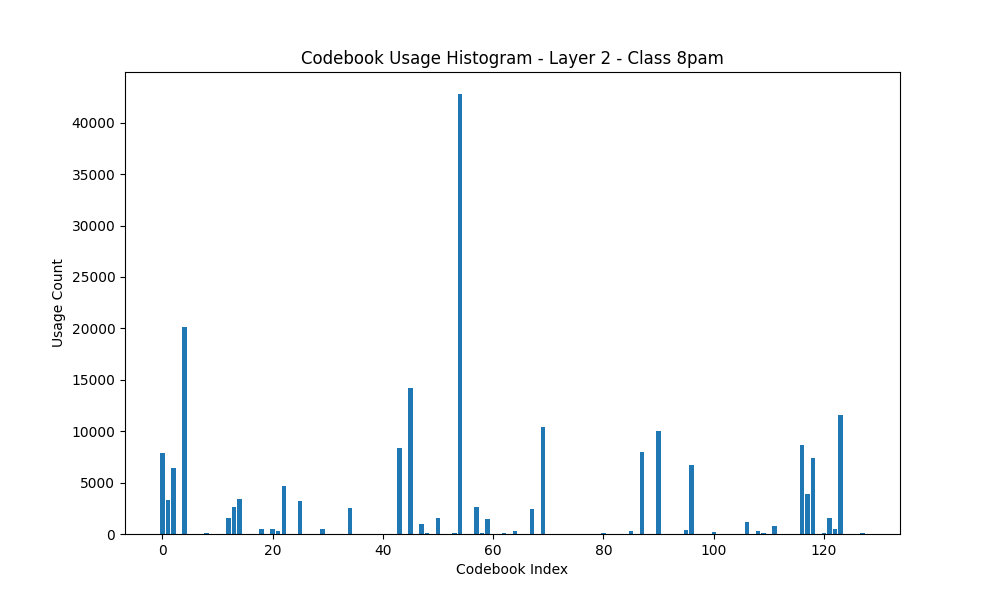 Codebook Usage Histogram - Layer 2 - Class 8pam
Usage Count
40000
35000
30000
25000
20000
15000
10000
5000
0
0 20 40 60 80 100 120
Codebook Index